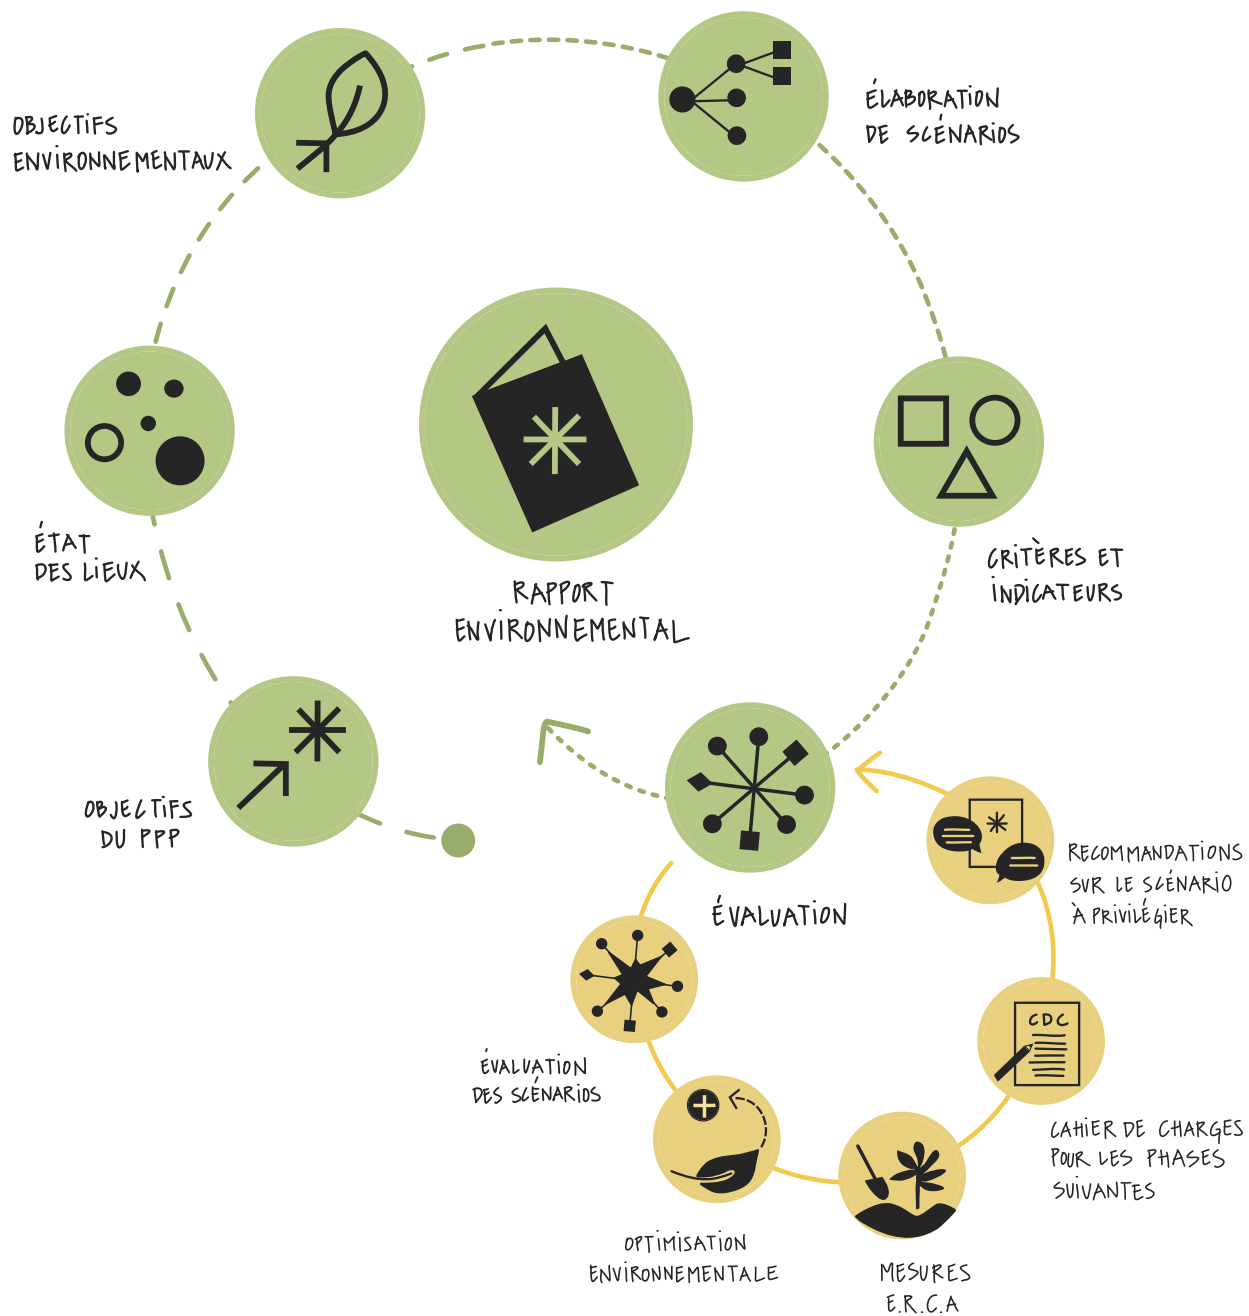 OBJECTIFS
ENVIRONNEMENTAUX
ÉLABORATION
DE SCÉNARIOS
ÉTAT
DES LIEUX
RAPPORT
ENVIRONNEMENTAL
CRITÈRES ET
INDICATEURS
OBJECTIFS
DU PPP
ÉVALUATION
RECOMMANDATIONS
SUR LE SCÉNARIO
À PRIVILÉGIER
CDC
ÉVALUATION
DES SCÉNARIOS
CAHIER DE CHARGES
POUR LES PHASES
SUIVANTES
OPTIMISATION
ENVIRONNEMENTALE
MESURES
E.R.C.A